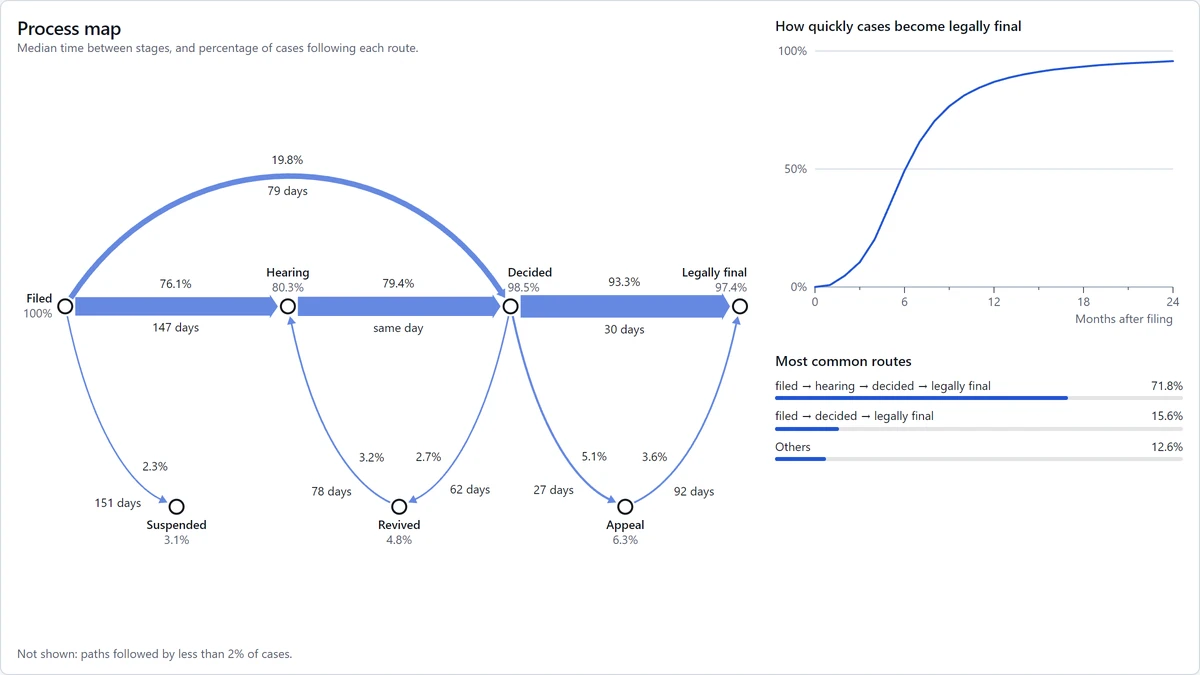 Process map
Median time between stages, and percentage of cases following each route.
19.8%
79 days
Filed
100%
76.1%
147 days
Hearing
80.3%
79.4%
same day
Decided
98.5%
93.3%
30 days
Legally final
97.4%
2.3%
151 days
Suspended
3.1%
3.2%
78 days
2.7%
62 days
Revived
4.8%
5.1%
27 days
3.6%
92 days
Appeal
6.3%
Not shown: paths followed by less than 2% of cases.
How quickly cases become legally final
100%
50%
0%
0 6 12 18 24
Months after filing
Most common routes
filed → hearing → decided → legally final 71.8%
filed → decided → legally final 15.6%
Others 12.6%